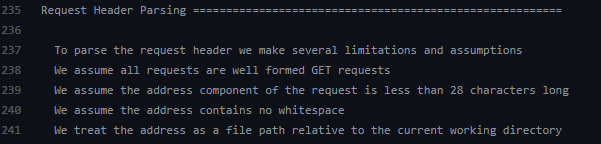 235 Request Header Parsing ========================================================
236
237 To parse the request header we make several limitations and assumptions
238 We assume all requests are well formed GET requests
239 We assume the address component of the request is less than 28 characters long
240 We assume the address contains no whitespace
241 We treat the address as a file path relative to the current working directory